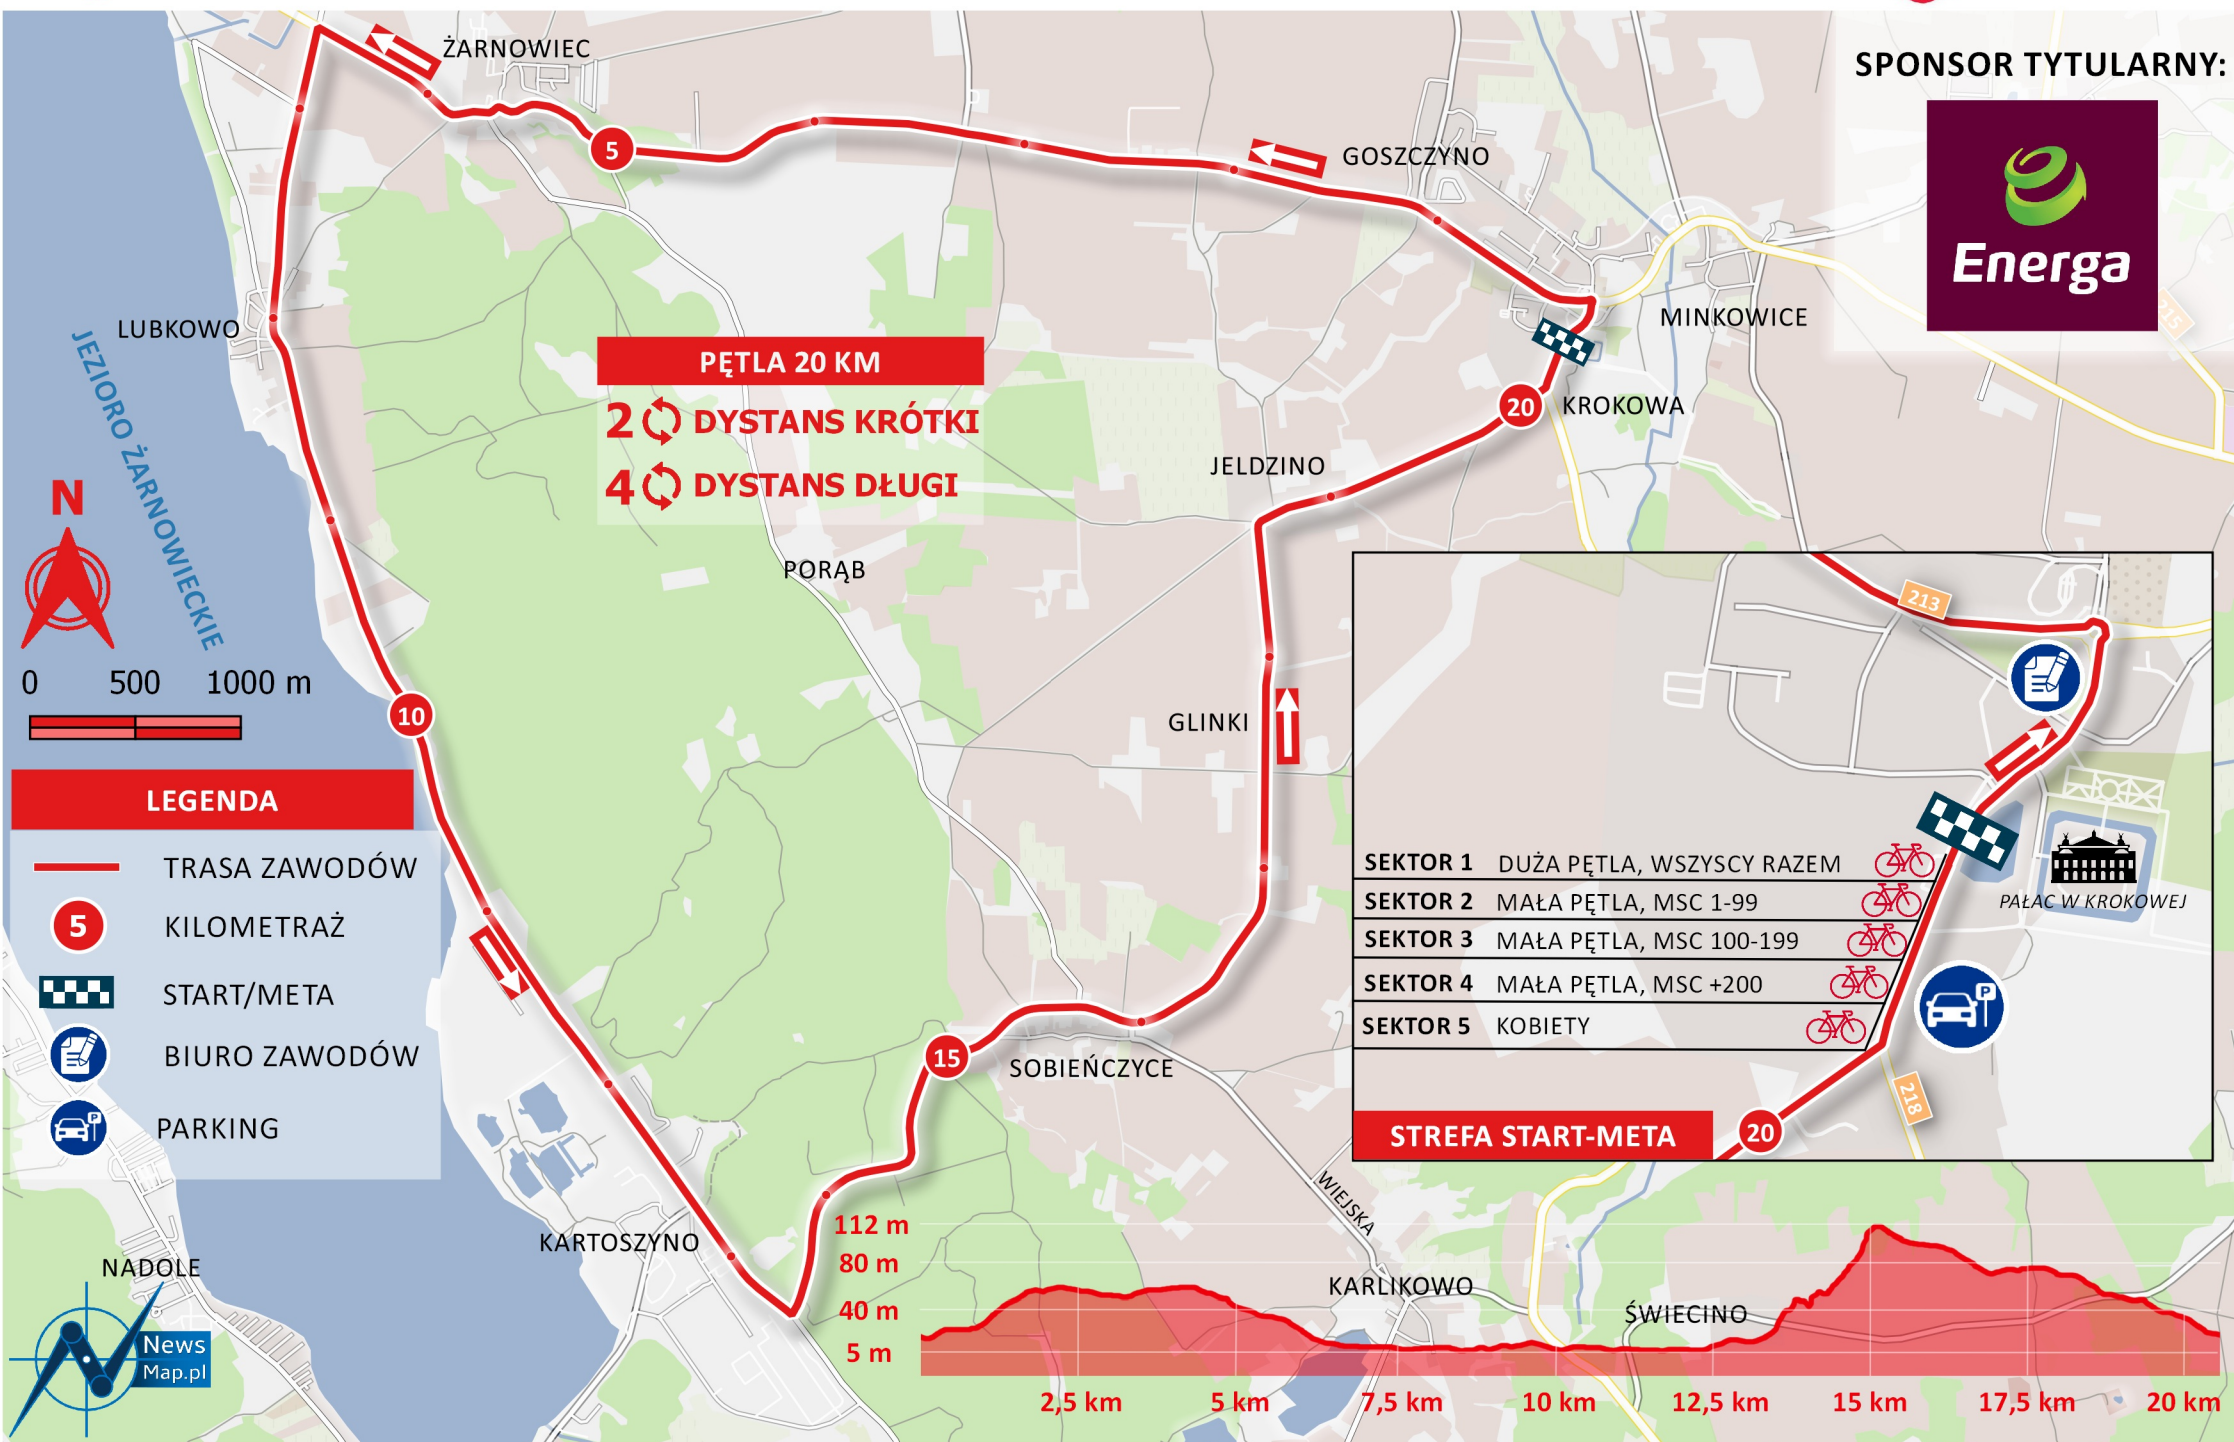 SPONSOR TYTULARNY:
Energa
215
ŻARNOWIEC
5
GOSZCZYNO
MINKOWICE
LUBKOWO
JEZIORO ŻARNOWIECKIE
PĘTLA 20 KM
2 DYSTANS KRÓTKI
4 DYSTANS DŁUGI
20
KROKOWA
JELDZINO
N
PORĄB
0 500 1000 m
10
GLINKI
LEGENDA
TRASA ZAWODÓW
5 KILOMETRAŻ
START/META
BIURO ZAWODÓW
P PARKING
213
SEKTOR 1 DUŻA PĘTLA, WSZYSCY RAZEM
SEKTOR 2 MAŁA PĘTLA, MSC 1-99
SEKTOR 3 MAŁA PĘTLA, MSC 100-199
SEKTOR 4 MAŁA PĘTLA, MSC +200
SEKTOR 5 KOBIETY
PAŁAC W KROKOWEJ
P
218
STREFA START-META
20
15
SOBIEŃCZYCE
WIEJSKA
KARTOSZYNO
NADOLE
KARLIKOWO
ŚWIECINO
News
Map.pl
112 m
80 m
40 m
5 m
2,5 km 5 km 7,5 km 10 km 12,5 km 15 km 17,5 km 20 km